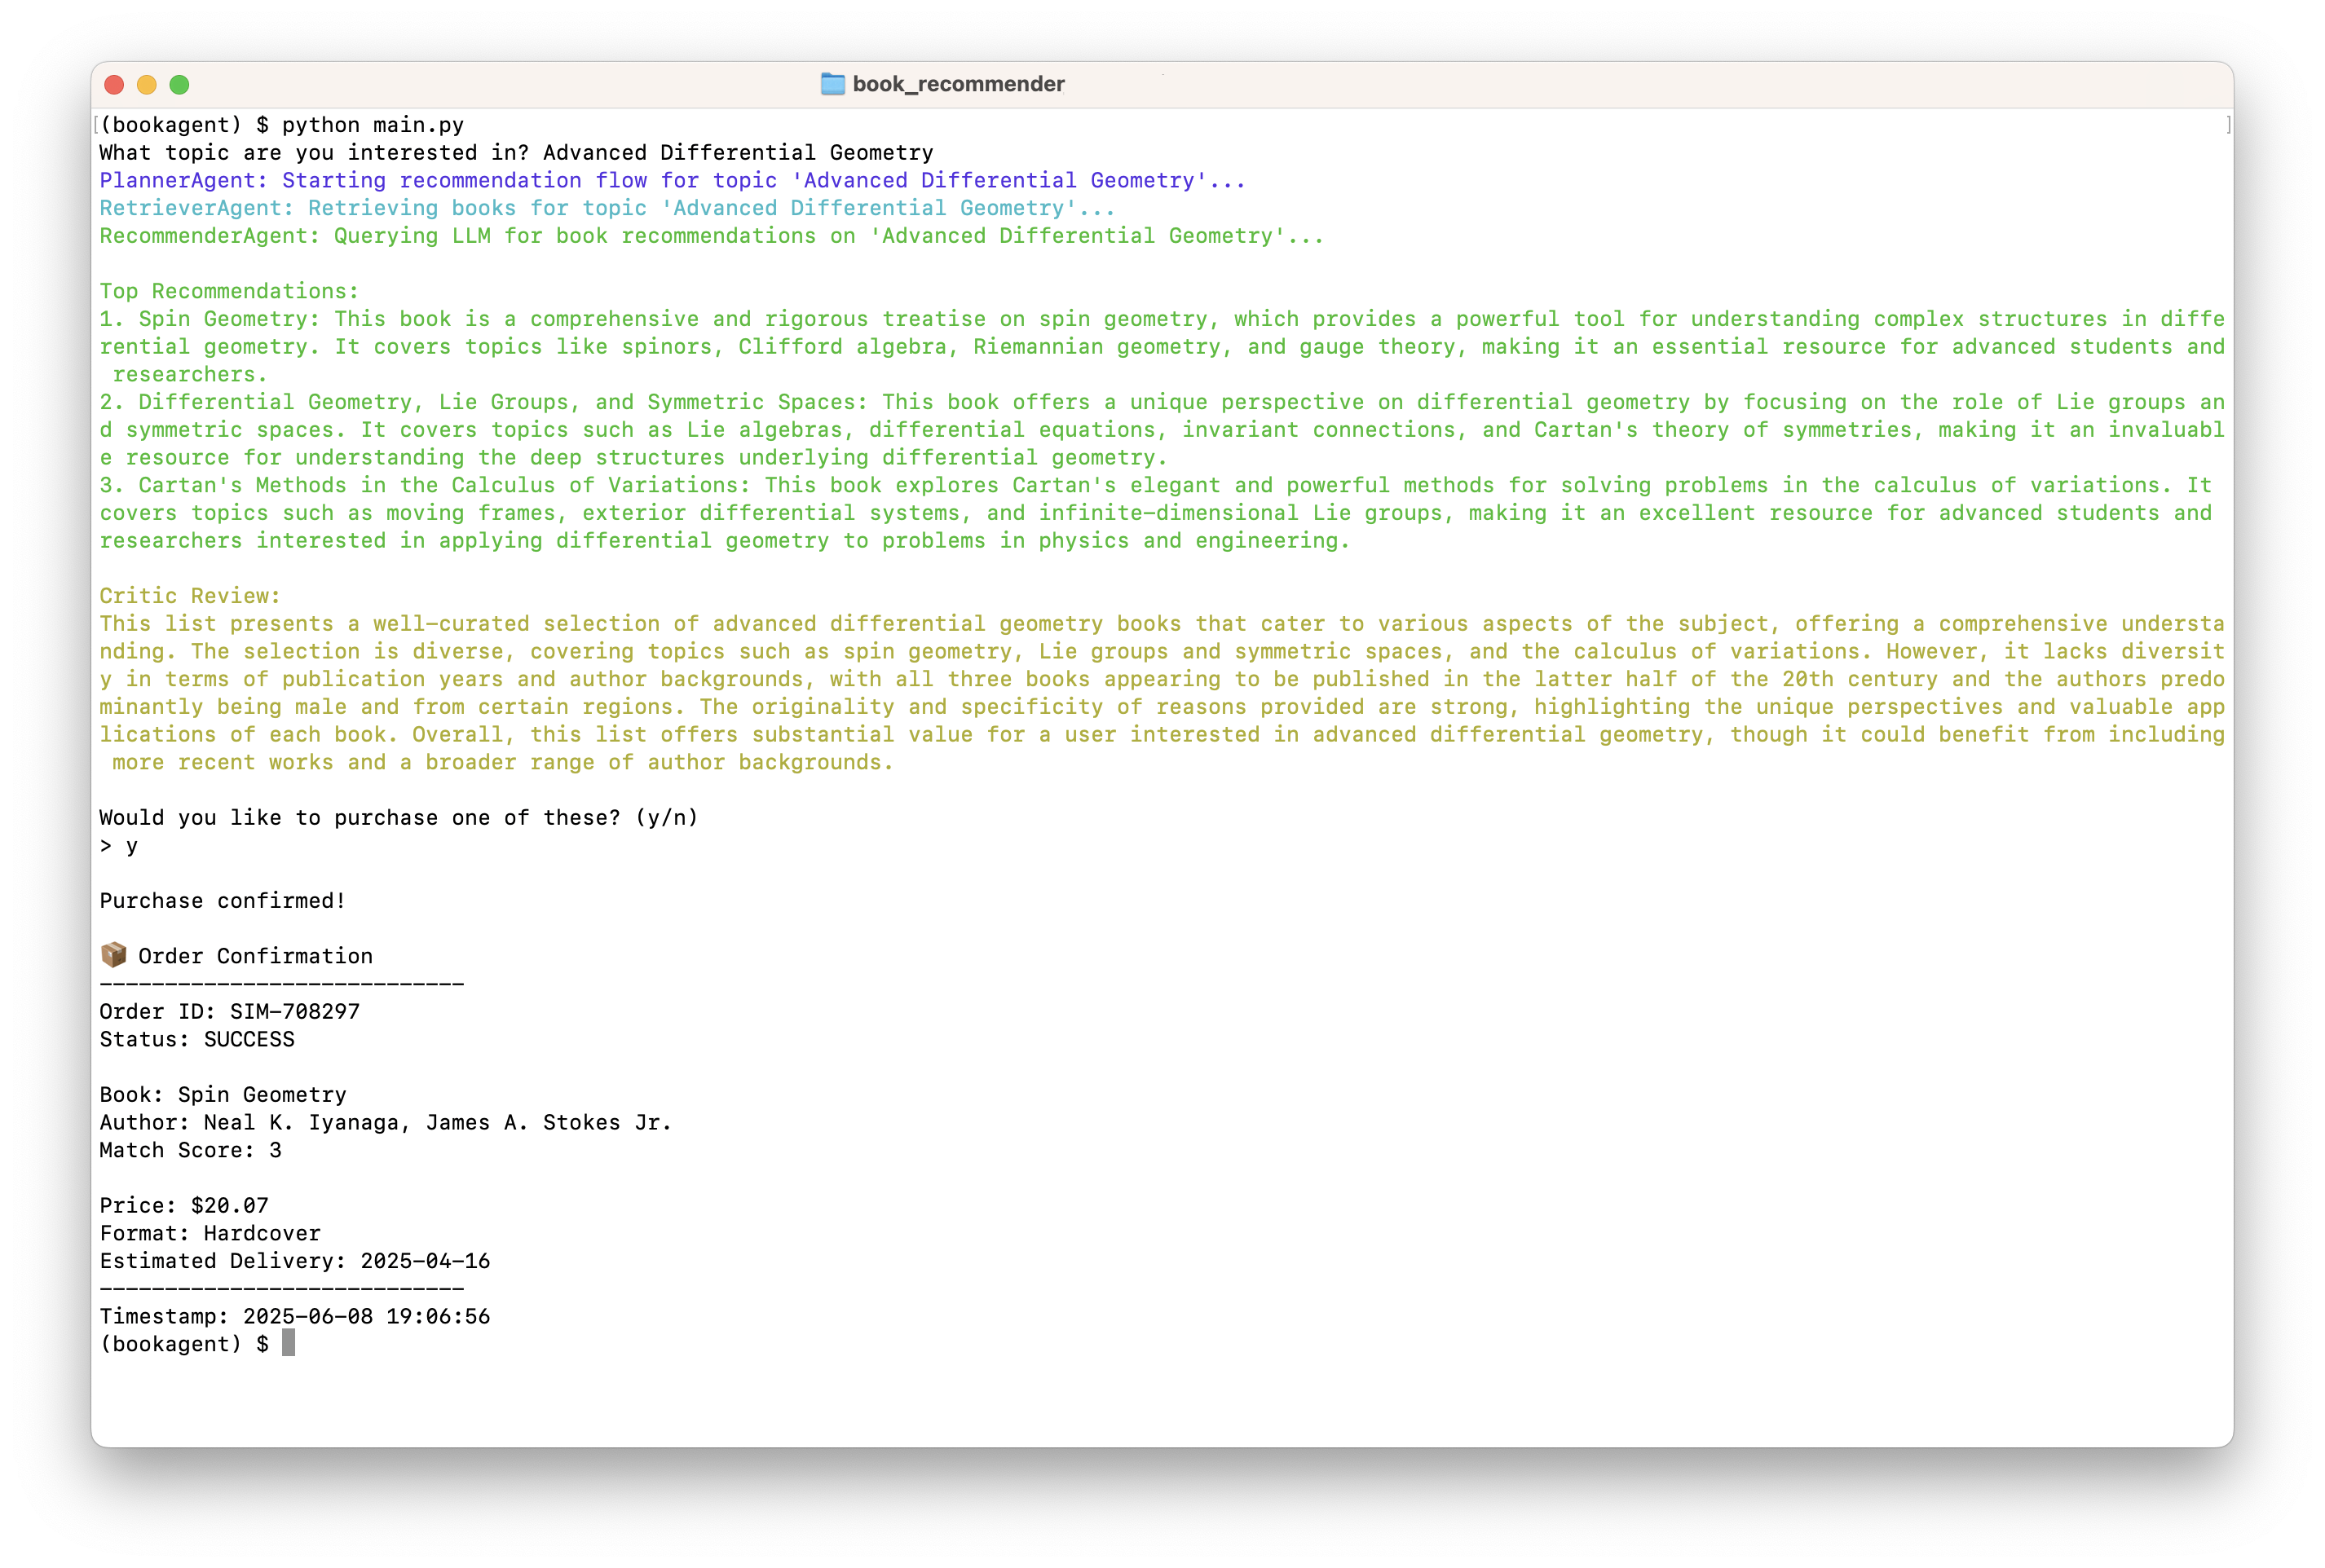 book_recommender
[(bookagent) $ python main.py ]
What topic are you interested in? Advanced Differential Geometry
PlannerAgent: Starting recommendation flow for topic 'Advanced Differential Geometry'...
RetrieverAgent: Retrieving books for topic 'Advanced Differential Geometry'...
RecommenderAgent: Querying LLM for book recommendations on 'Advanced Differential Geometry'...
Top Recommendations:
1. Spin Geometry: This book is a comprehensive and rigorous treatise on spin geometry, which provides a powerful tool for understanding complex structures in diffe
rential geometry. It covers topics like spinors, Clifford algebra, Riemannian geometry, and gauge theory, making it an essential resource for advanced students and
 researchers.
2. Differential Geometry, Lie Groups, and Symmetric Spaces: This book offers a unique perspective on differential geometry by focusing on the role of Lie groups an
d symmetric spaces. It covers topics such as Lie algebras, differential equations, invariant connections, and Cartan's theory of symmetries, making it an invaluabl
e resource for understanding the deep structures underlying differential geometry.
3. Cartan's Methods in the Calculus of Variations: This book explores Cartan's elegant and powerful methods for solving problems in the calculus of variations. It
covers topics such as moving frames, exterior differential systems, and infinite-dimensional Lie groups, making it an excellent resource for advanced students and
researchers interested in applying differential geometry to problems in physics and engineering.
Critic Review:
This list presents a well-curated selection of advanced differential geometry books that cater to various aspects of the subject, offering a comprehensive understa
nding. The selection is diverse, covering topics such as spin geometry, Lie groups and symmetric spaces, and the calculus of variations. However, it lacks diversit
y in terms of publication years and author backgrounds, with all three books appearing to be published in the latter half of the 20th century and the authors predo
minantly being male and from certain regions. The originality and specificity of reasons provided are strong, highlighting the unique perspectives and valuable app
lications of each book. Overall, this list offers substantial value for a user interested in advanced differential geometry, though it could benefit from including
 more recent works and a broader range of author backgrounds.
Would you like to purchase one of these? (y/n)
> y
Purchase confirmed!
📦 Order Confirmation
----------------------------
Order ID: SIM-708297
Status: SUCCESS
Book: Spin Geometry
Author: Neal K. Iyanaga, James A. Stokes Jr.
Match Score: 3
Price: $20.07
Format: Hardcover
Estimated Delivery: 2025-04-16
----------------------------
Timestamp: 2025-06-08 19:06:56
(bookagent) $